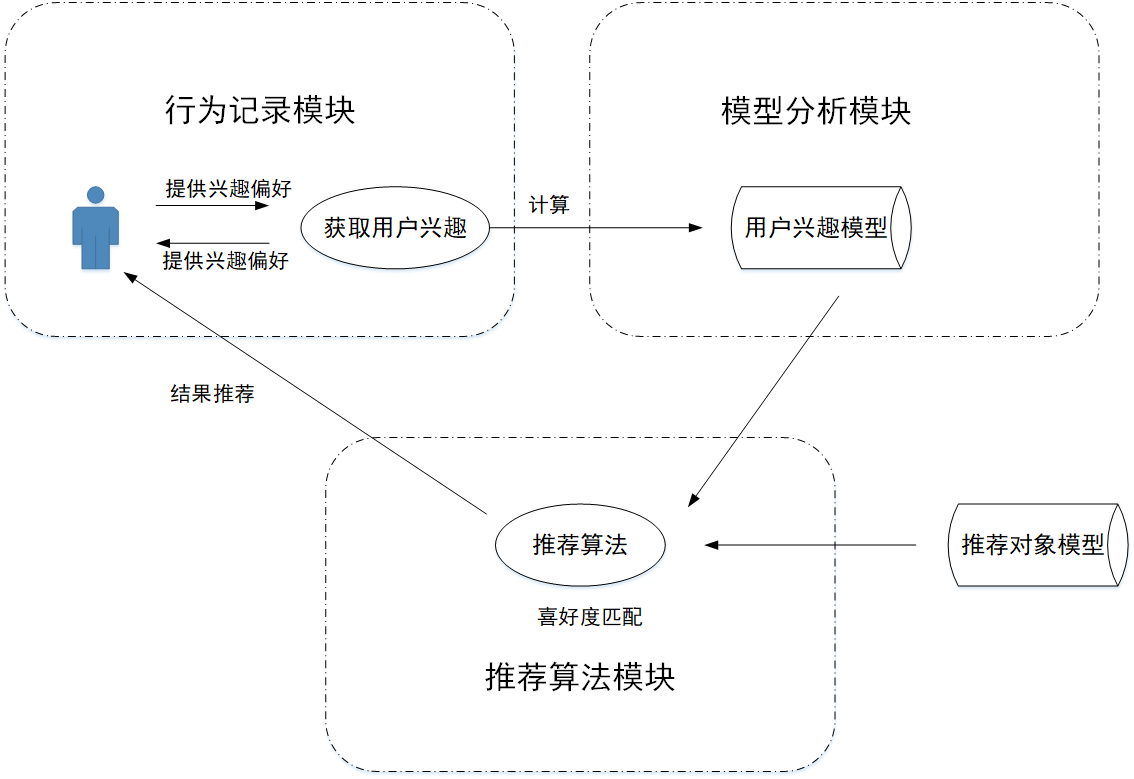 行为记录模块
模型分析模块
提供兴趣偏好
获取用户兴趣
计算
用户兴趣模型
提供兴趣偏好
结果推荐
推荐算法
推荐对象模型
喜好度匹配
推荐算法模块